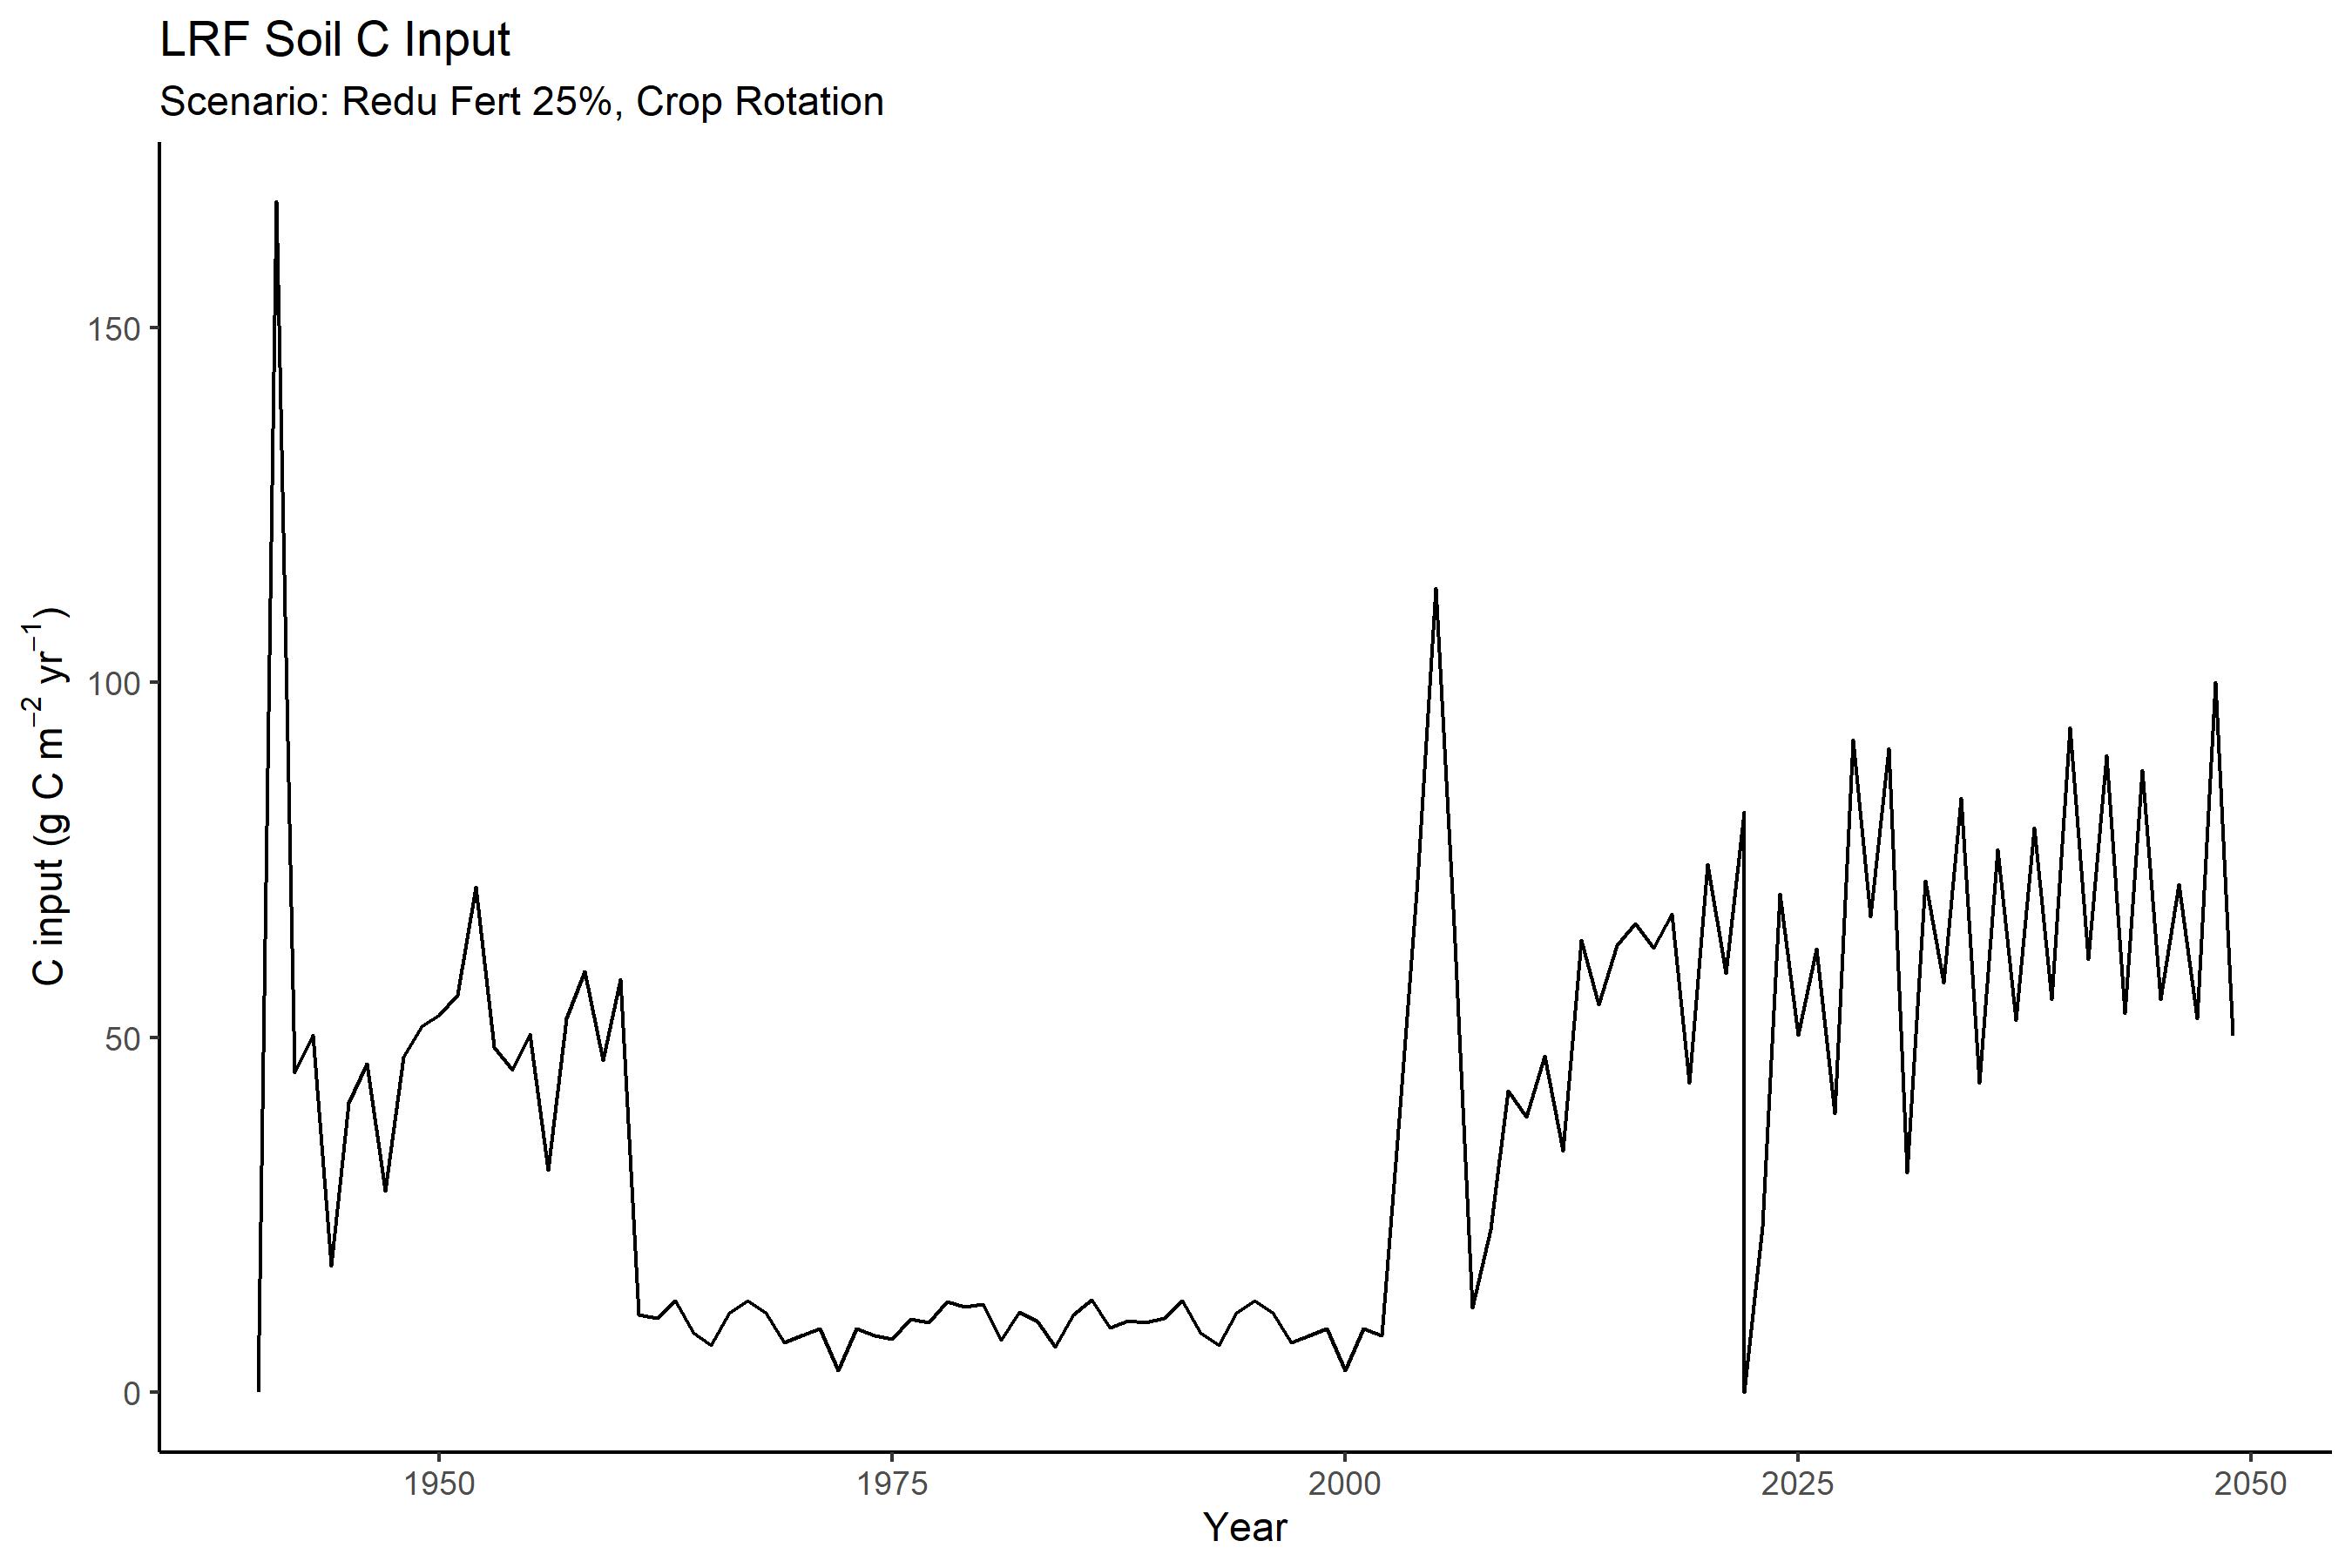 LRF Soil C Input
Scenario: Redu Fert 25%, Crop Rotation
C input (g C m⁻² yr⁻¹)
150
100
50
0
1950 1975 2000 2025 2050
Year